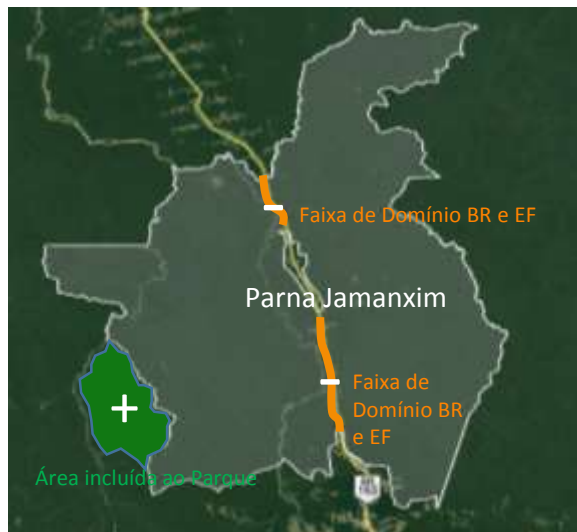 Faixa de Domínio BR e EF
Parna Jamanxim
Faixa de
Domínio BR
e EF
Área incluída ao Parque